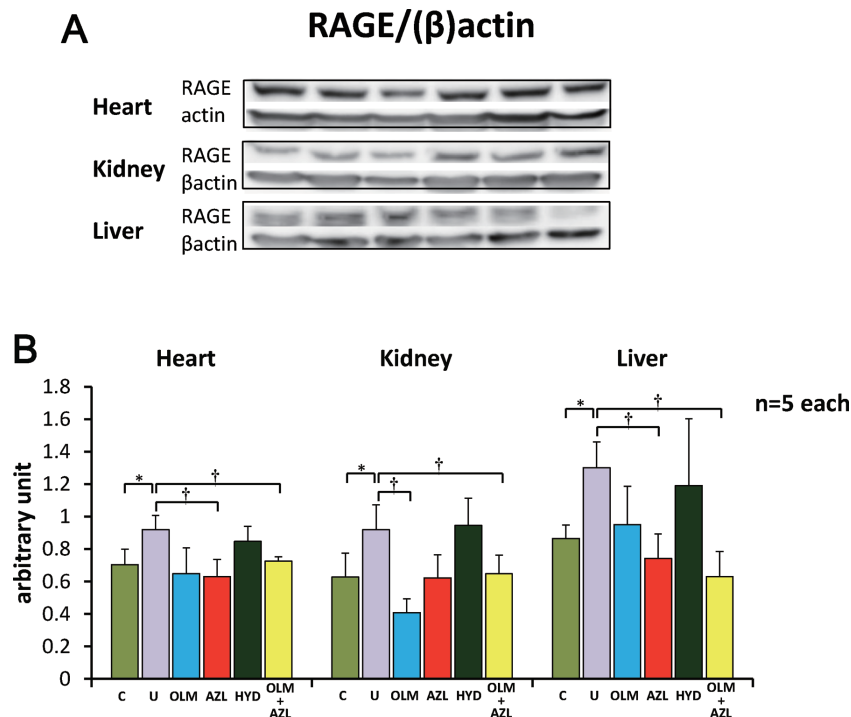 A
RAGE/(β)actin
Heart
RAGE
actin
Kidney
RAGE
βactin
Liver
RAGE
βactin
B
Heart Kidney Liver
n=5 each
arbitrary unit
1.8
1.6
1.4
1.2
1
0.8
0.6
0.4
0.2
0
* † †
* † †
* † †
C U OLM AZL HYD OLM + AZL
C U OLM AZL HYD OLM + AZL
C U OLM AZL HYD OLM + AZL